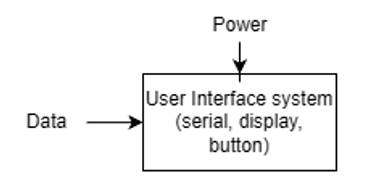 Power
Data
User Interface system
(serial, display,
button)